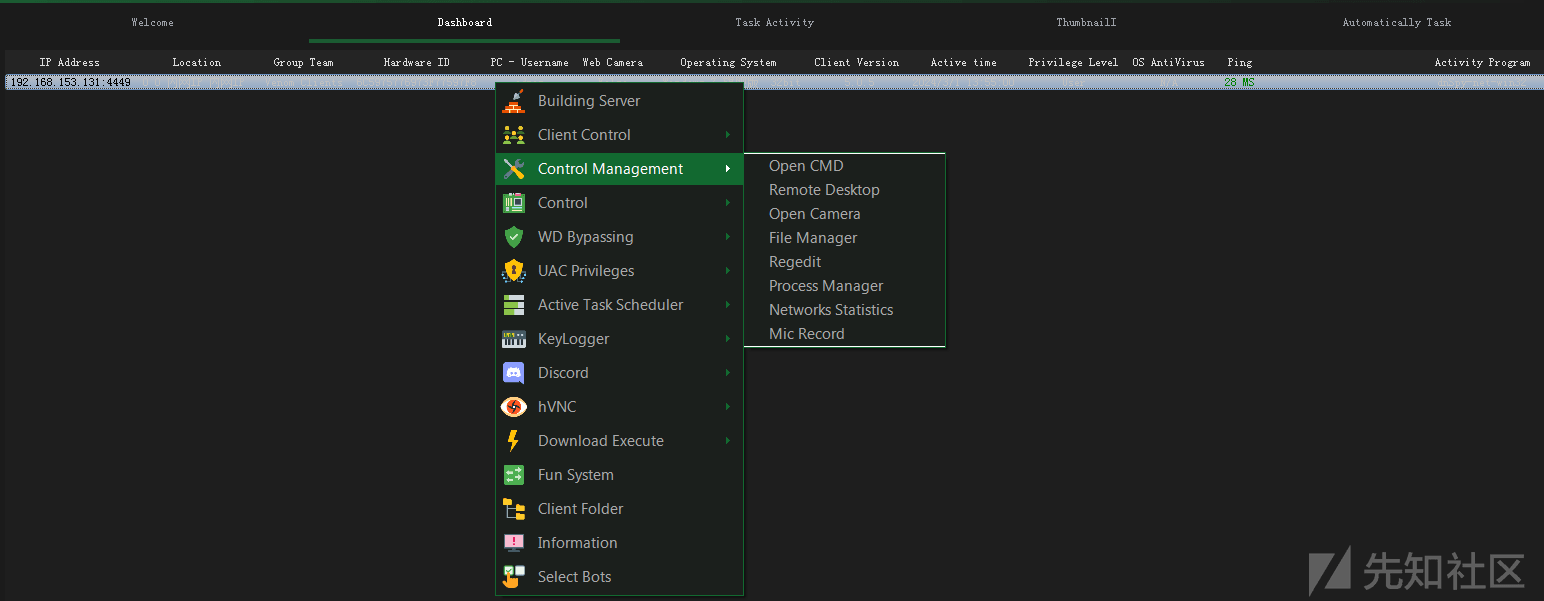 Welcome Dashboard Task Activity ThumbnailI Automatically Task
IP Address Location Group Team Hardware ID PC - Username Web Camera Operating System Client Version Active time Privilege Level OS AntiVirus Ping Activity Program
192.168.153.131:4449 28 MS
Building Server
Client Control
Control Management
Control
WD Bypassing
UAC Privileges
Active Task Scheduler
KeyLogger
Discord
hVNC
Download Execute
Fun System
Client Folder
Information
Select Bots
Open CMD
Remote Desktop
Open Camera
File Manager
Regedit
Process Manager
Networks Statistics
Mic Record
先知社区